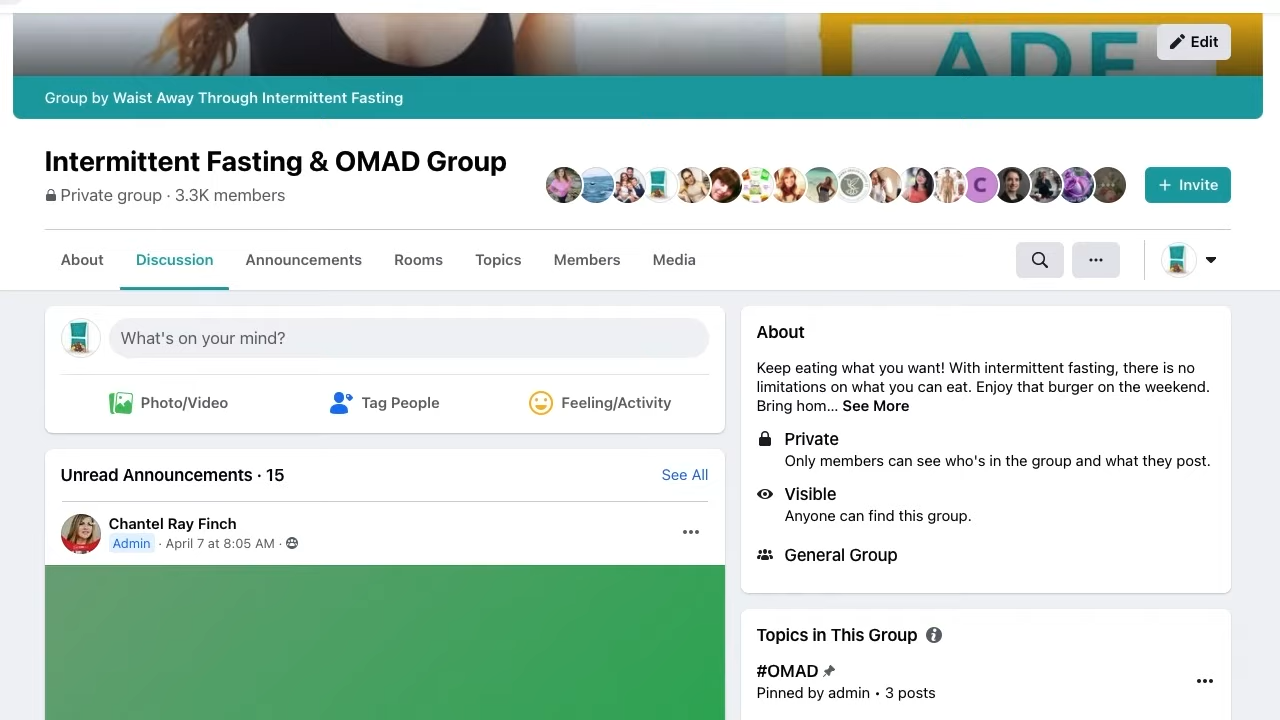 ADE
Edit
Group by Waist Away Through Intermittent Fasting
Intermittent Fasting & OMAD Group
Private group · 3.3K members
C
+ Invite
About
Discussion
Announcements
Rooms
Topics
Members
Media
What's on your mind?
Photo/Video
Tag People
Feeling/Activity
Unread Announcements · 15
See All
Chantel Ray Finch
Admin · April 7 at 8:05 AM ·
About
Keep eating what you want! With intermittent fasting, there is no
limitations on what you can eat. Enjoy that burger on the weekend.
Bring hom... See More
Private
Only members can see who's in the group and what they post.
Visible
Anyone can find this group.
General Group
Topics in This Group
#OMAD
Pinned by admin • 3 posts